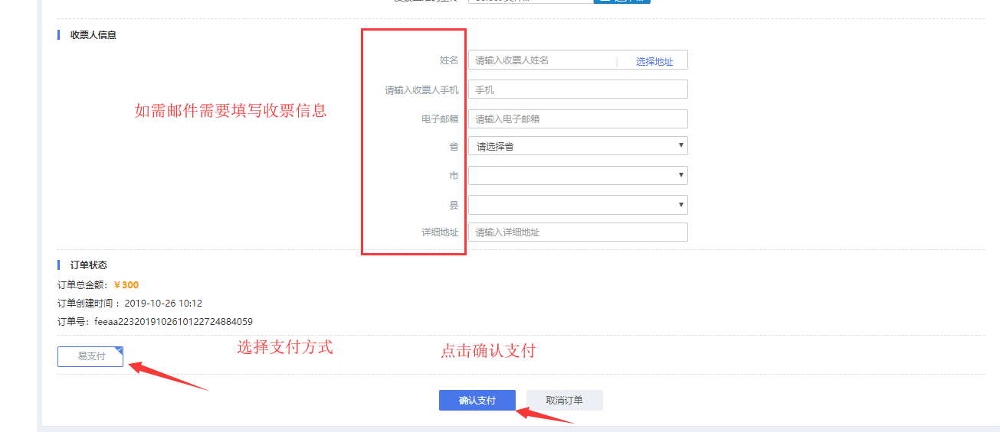 收票人信息
姓名 请输入收票人姓名 选择地址
请输入收票人手机 手机
如需邮件需要填写收票信息
电子邮箱 请输入电子邮箱
省 请选择省
市
县
详细地址 请输入详细地址
订单状态
订单总金额：￥300
订单创建时间 ：2019-10-26 10:12
订单号：feeaa2232019102610122724884059
选择支付方式
点击确认支付
易支付
确认支付 取消订单